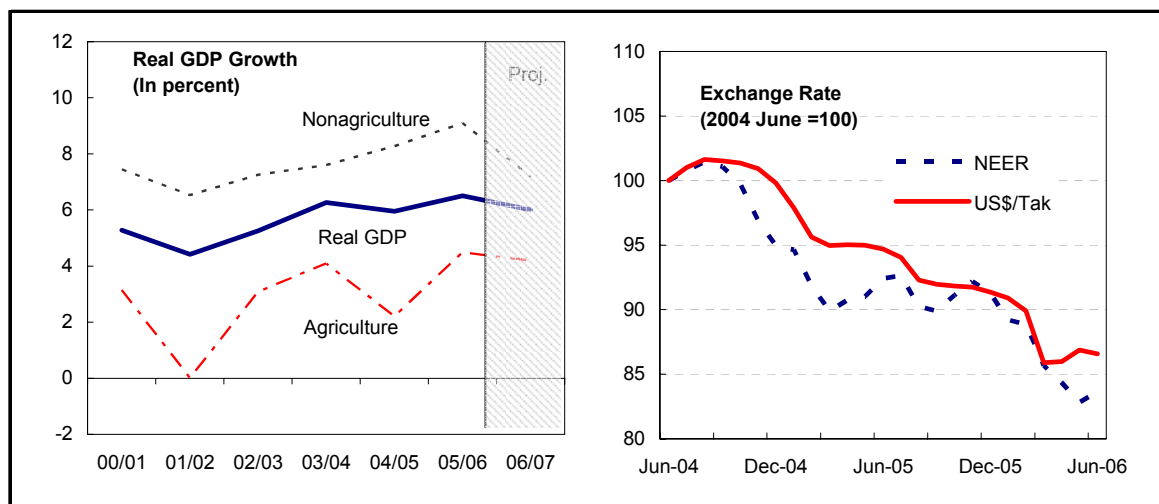 Real GDP Growth
(In percent)
12
10
8
6
4
2
0
-2
Proj.
Nonagriculture
Real GDP
Agriculture
00/01 01/02 02/03 03/04 04/05 05/06 06/07
Exchange Rate
(2004 June =100)
110
105
100
95
90
85
80
NEER
US$/Tak
Jun-04 Dec-04 Jun-05 Dec-05 Jun-06